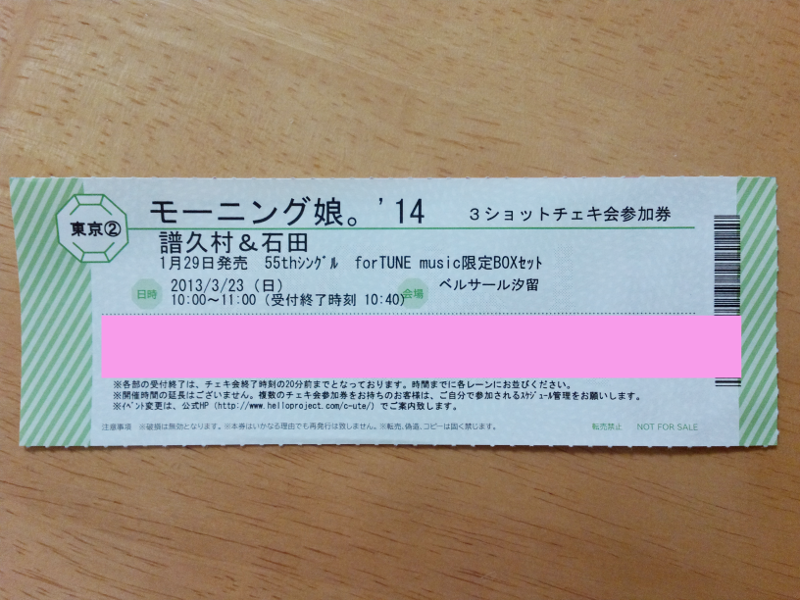 東京②
モーニング娘。'14　3ショットチェキ会参加券
譜久村＆石田
1月29日発売　55thｼﾝｸﾞﾙ　forTUNE music限定BOXｾｯﾄ
日時　2013/3/23（日）　会場　ベルサール汐留
10:00～11:00（受付終了時刻 10:40）
※各部の受付終了は、チェキ会終了時刻の20分前までとなっております。時間までに各レーンにお並びください。
※開催時間の延長はございません。複数のチェキ会参加券をお持ちのお客様は、ご自分で参加されるｽｹｼﾞｭｰﾙ管理をお願いします。
※ｲﾍﾞﾝﾄ変更は、公式HP（http://www.helloproject.com/c-ute/）でご案内致します。
注意事項　※破損は無効となります。※本券はいかなる理由でも再発行は致しません。※転売、偽造、コピーは固く禁じます。　転売禁止　NOT FOR SALE